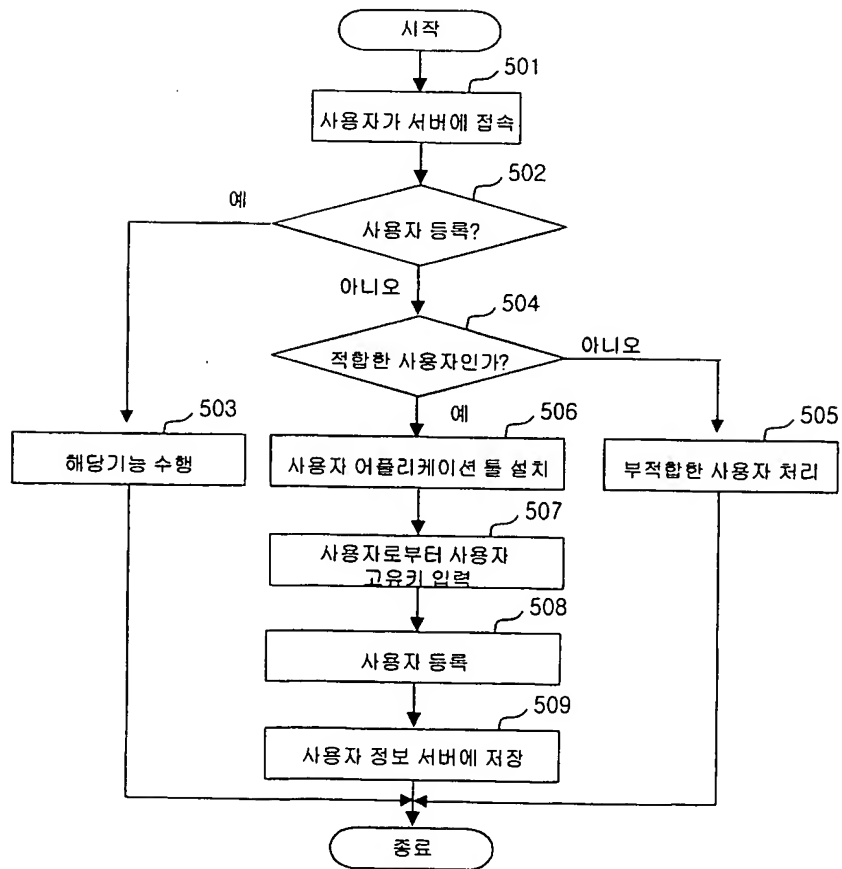 시작
501
사용자가 서버에 접속
502
예
사용자 등록?
아니오
504
적합한 사용자인가?
아니오
503
예
506
505
해당기능 수행
사용자 어플리케이션 툴 설치
부적합한 사용자 처리
507
사용자로부터 사용자
고유키 입력
508
사용자 등록
509
사용자 정보 서버에 저장
종료